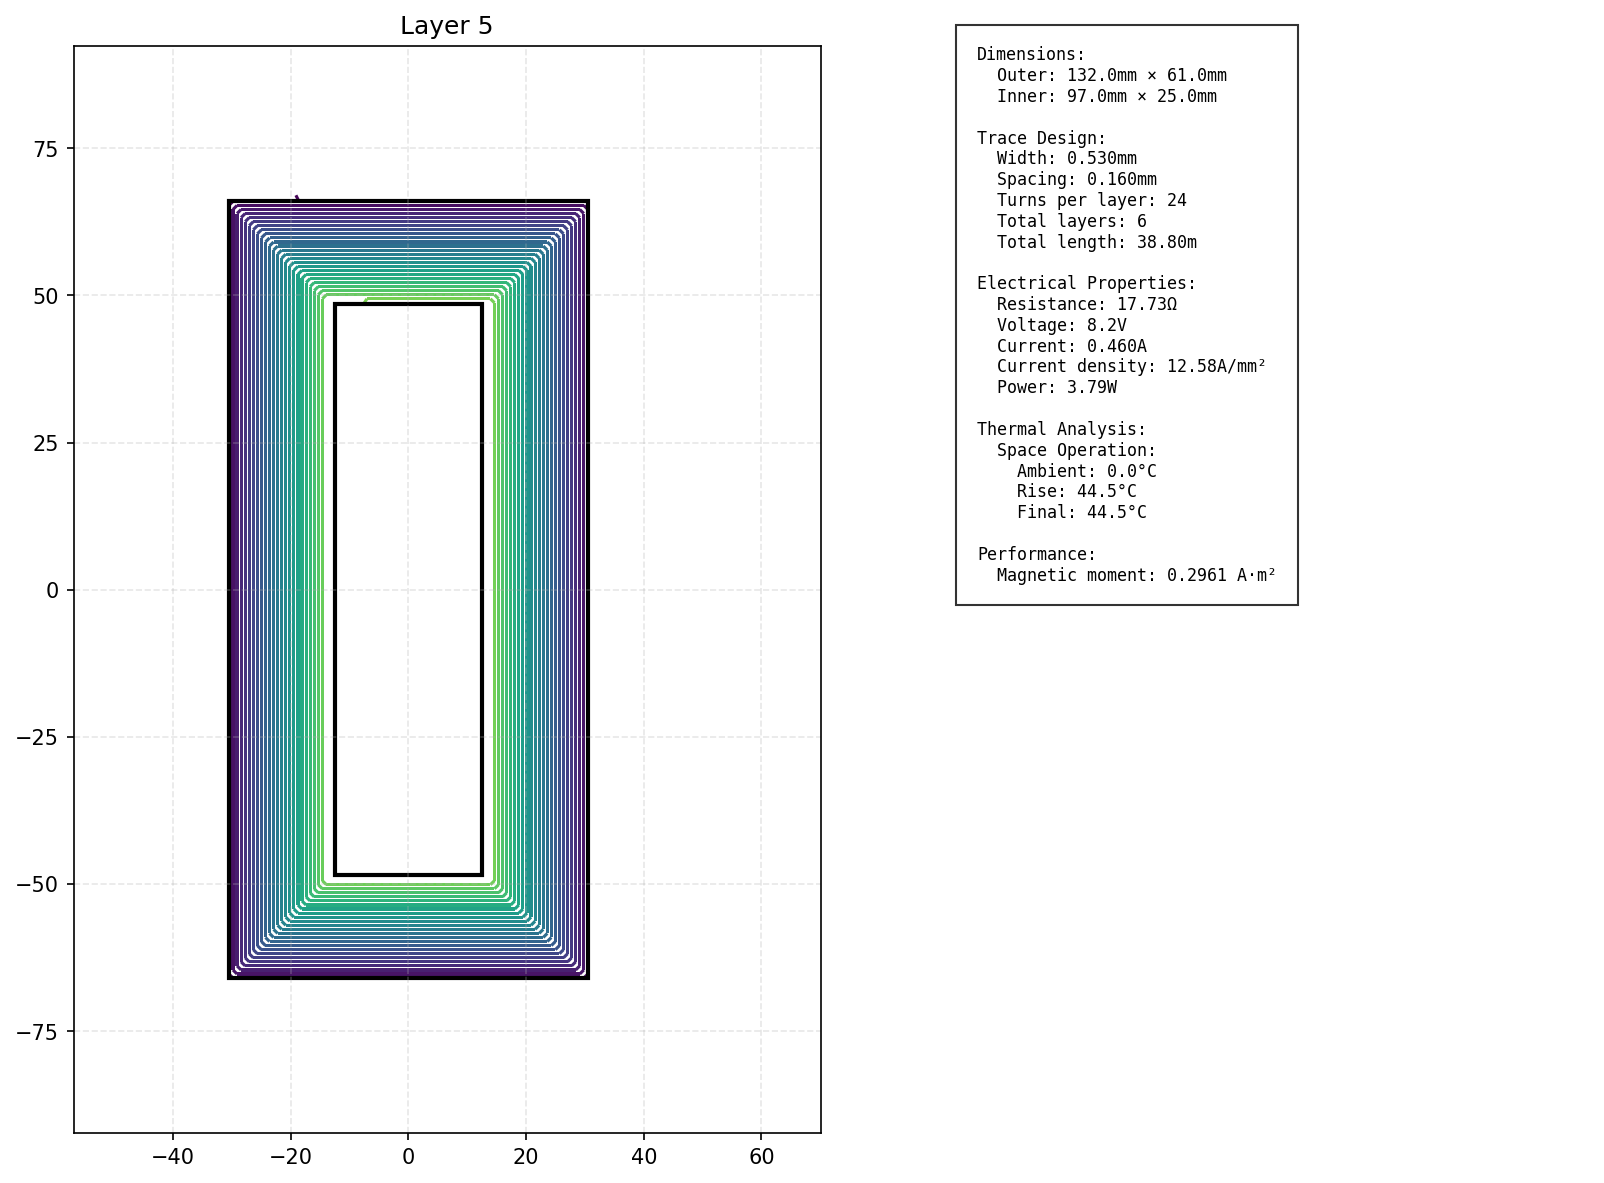 Layer 5
75
50
25
0
−25
−50
−75
−40
−20
0
20
40
60
Dimensions:
Outer: 132.0mm × 61.0mm
Inner: 97.0mm × 25.0mm
Trace Design:
Width: 0.530mm
Spacing: 0.160mm
Turns per layer: 24
Total layers: 6
Total length: 38.80m
Electrical Properties:
Resistance: 17.73Ω
Voltage: 8.2V
Current: 0.460A
Current density: 12.58A/mm²
Power: 3.79W
Thermal Analysis:
Space Operation:
Ambient: 0.0°C
Rise: 44.5°C
Final: 44.5°C
Performance:
Magnetic moment: 0.2961 A·m²